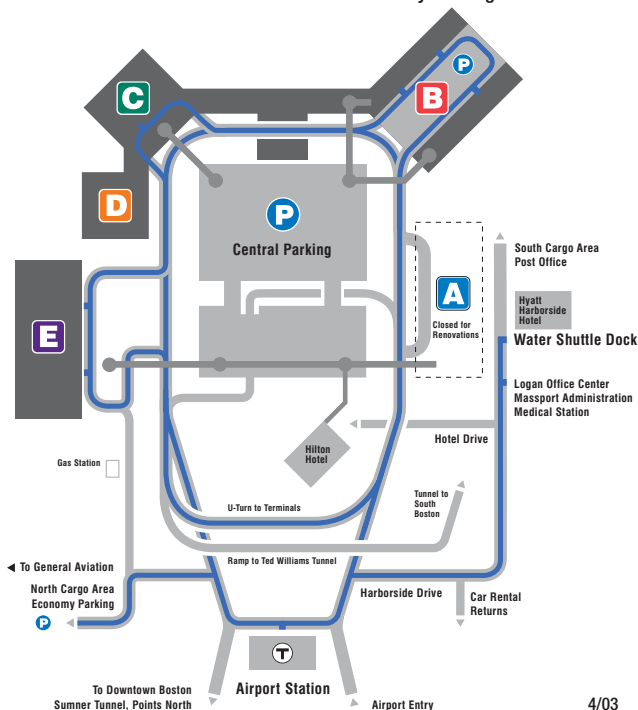 P
C
B
D
P
Central Parking
South Cargo Area
Post Office
A
Hyatt
Harborside
Hotel
E
Closed for
Renovations
Water Shuttle Dock
Logan Office Center
Massport Administration
Medical Station
Hotel Drive
Hilton
Hotel
Gas Station
Tunnel to
South
Boston
U-Turn to Terminals
Ramp to Ted Williams Tunnel
To General Aviation
North Cargo Area
Economy Parking
P
Harborside Drive
Car Rental
Returns
T
Airport Station
To Downtown Boston
Sumner Tunnel, Points North
Airport Entry
4/03